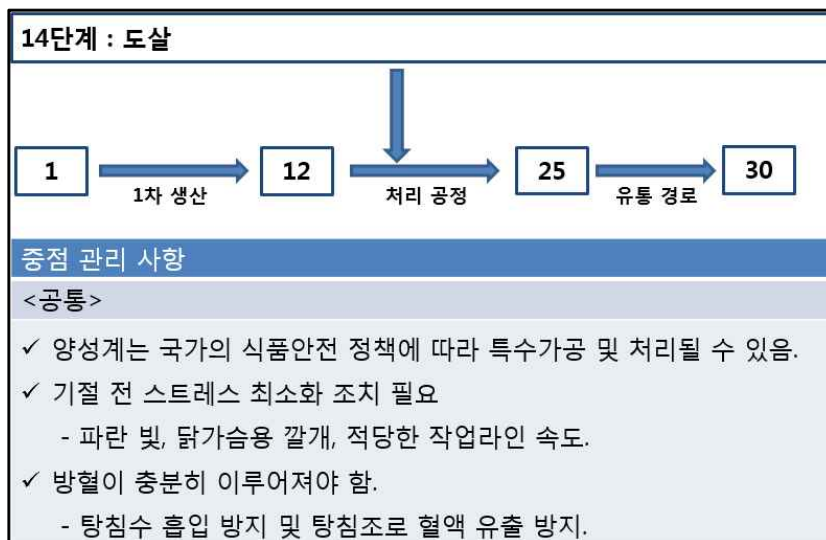 14단계 : 도살
1
12
25
30
1차 생산
처리 공정
유통 경로
중점 관리 사항
<공통>
✓ 양성계는 국가의 식품안전 정책에 따라 특수가공 및 처리될 수 있음.
✓ 기절 전 스트레스 최소화 조치 필요
- 파란 빛, 닭가슴용 깔개, 적당한 작업라인 속도.
✓ 방혈이 충분히 이루어져야 함.
- 탕침수 흡입 방지 및 탕침조로 혈액 유출 방지.